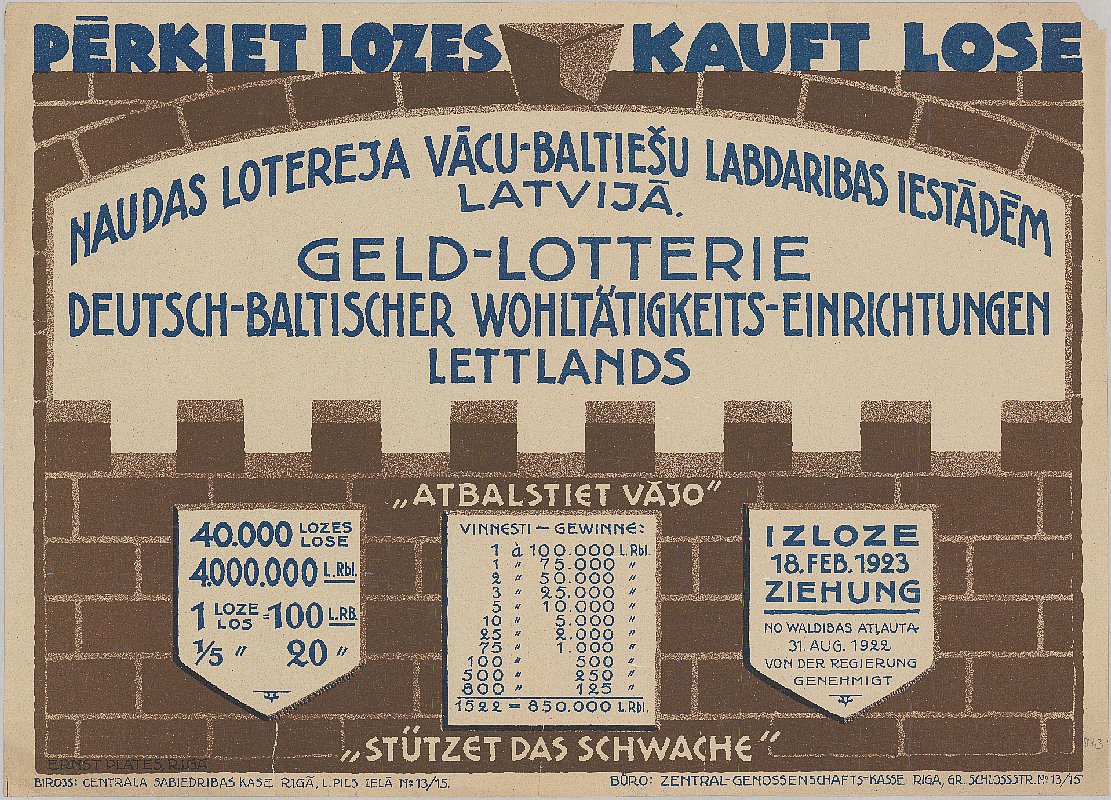 PĒRKIET LOZES
KAUFT LOSE
NAUDAS LOTEREJA VĀCU-BALTIEŠU LABDARIBAS IESTĀDĒM
LATVIJĀ.
GELD-LOTTERIE
DEUTSCH-BALTISCHER WOHLTÄTIGKEITS-EINRICHTUNGEN
LETTLANDS
„ATBALSTIET VĀJO”
40.000 LOZES LOSE
4.000.000 L.Rbl.
1 LOZE LOS = 100 L.RB.
1/5 „ 20 „
VINNESTI — GEWINNE:
1 à 100.000 L.Rbl.
1 „ 75.000 „
2 „ 50.000 „
3 „ 25.000 „
5 „ 10.000 „
10 „ 5.000 „
25 „ 2.000 „
75 „ 1.000 „
100 „ 500 „
500 „ 250 „
800 „ 125 „
1522 = 850.000 L.Rbl.
IZLOZE
18. FEB. 1923
ZIEHUNG
NO WALDIBAS ATĻAUTA
31. AUG. 1922
VON DER REGIERUNG
GENEHMIGT
„STÜTZET DAS SCHWACHE”
ERNST PLATES, RIGA
BIROJS: CENTRALA SABIEDRIBAS KASE RIGĀ, L. PILS IELĀ № 13/15.
BÜRO: ZENTRAL-GENOSSENSCHAFTS-KASSE RIGA, GR. SCHLOSSSTR. № 13/15